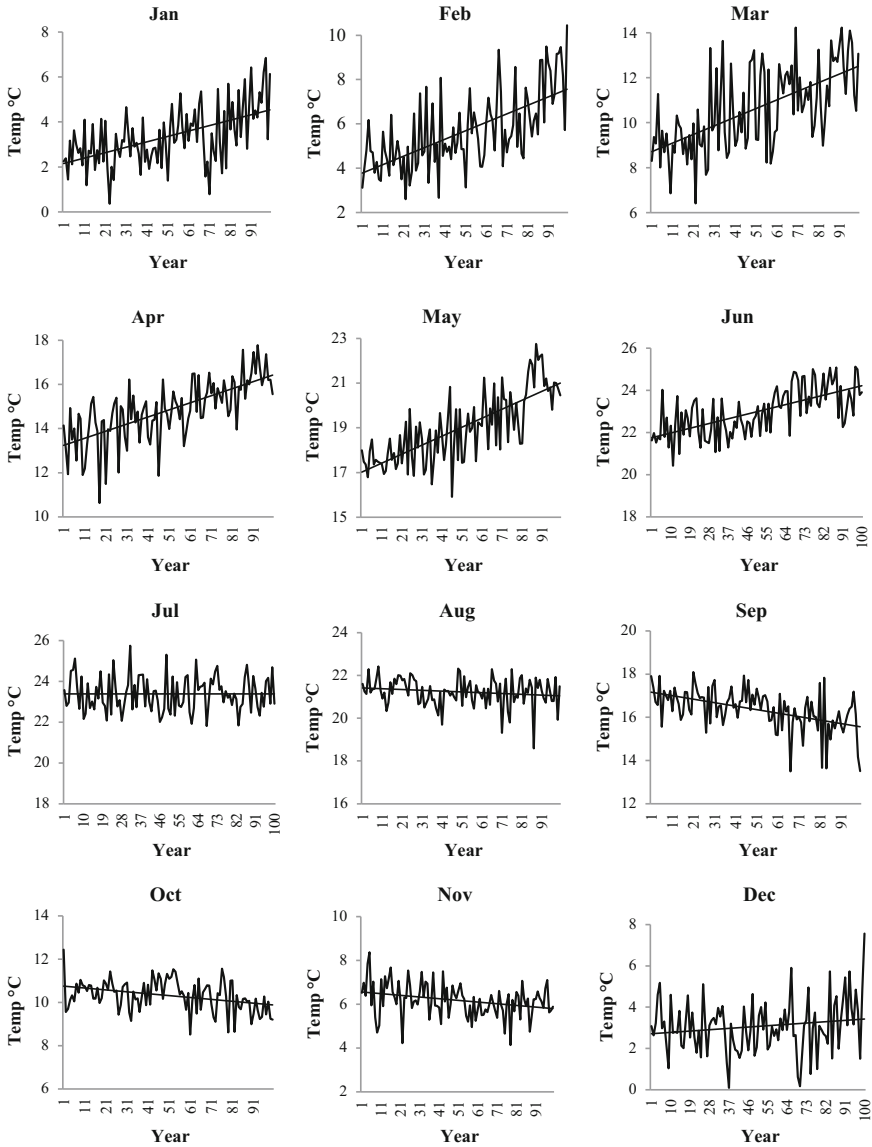 Jan Feb Mar
Temp °C 8 6 4 2 0
1 11 21 31 41 51 61 71 81 91
Year
Temp °C 10 8 6 4 2
1 11 21 31 41 51 61 71 81 91
Year
Temp °C 14 12 10 8 6
1 11 21 31 41 51 61 71 81 91
Year
Apr May Jun
Temp °C 18 16 14 12 10
1 11 21 31 41 51 61 71 81 91
Year
Temp °C 23 21 19 17 15
1 11 21 31 41 51 61 71 81 91
Year
Temp °C 26 24 22 20 18
1 10 19 28 37 46 55 64 73 82 91 100
Year
Jul Aug Sep
Temp °C 26 24 22 20 18
1 10 19 28 37 46 55 64 73 82 91 100
Year
Temp °C 24 22 20 18 16
1 11 21 31 41 51 61 71 81 91
Year
Temp °C 20 18 16 14 12
1 11 21 31 41 51 61 71 81 91
Year
Oct Nov Dec
Temp °C 14 12 10 8 6
1 11 21 31 41 51 61 71 81 91
Year
Temp °C 10 8 6 4 2
1 11 21 31 41 51 61 71 81 91
Year
Temp °C 8 6 4 2 0
1 10 19 28 37 46 55 64 73 82 91 100
Year